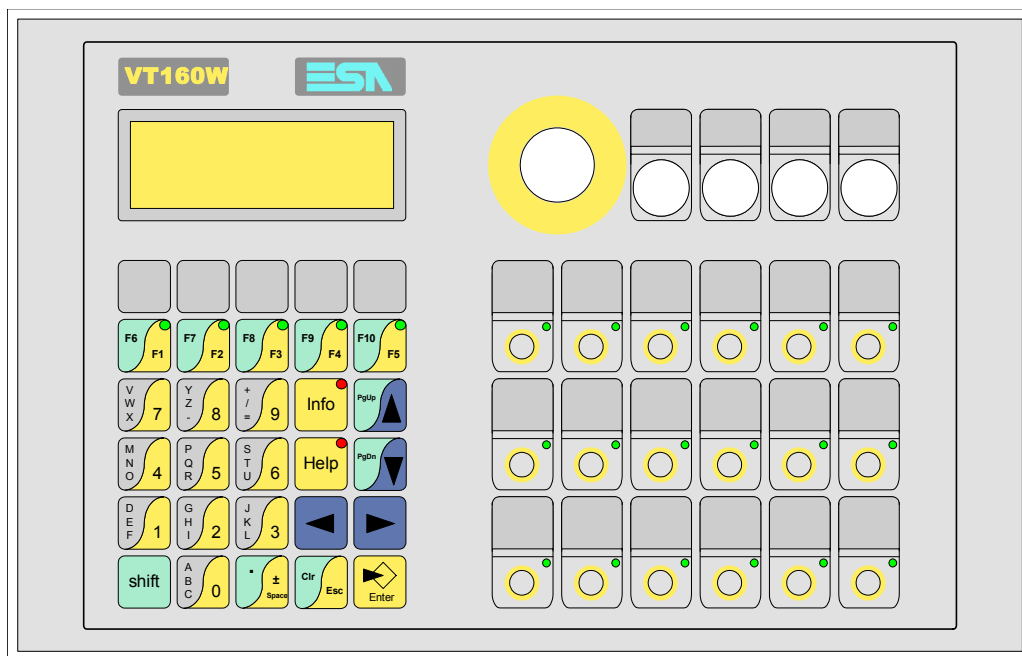 VT160W ESA
F6 F1 F7 F2 F8 F3 F9 F4 F10 F5
V W X 7 Y Z - 8 + / = 9 Info PgUp
M N O 4 P Q R 5 S T U 6 Help PgDn
D E F 1 G H I 2 J K L 3
shift A B C 0 . ± Space Clr Esc Enter